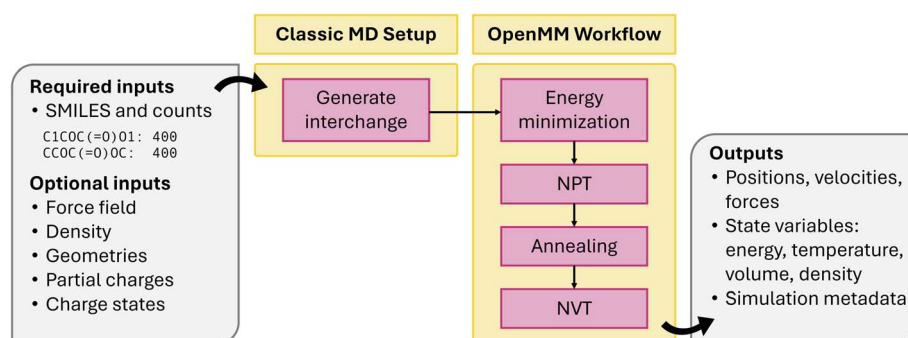 Classic MD Setup
OpenMM Workflow
Required inputs
• SMILES and counts
C1COC(=O)O1: 400
CCOC(=O)OC: 400
Optional inputs
• Force field
• Density
• Geometries
• Partial charges
• Charge states
Generate
interchange
Energy
minimization
NPT
Annealing
NVT
Outputs
• Positions, velocities,
forces
• State variables:
energy, temperature,
volume, density
• Simulation metadata